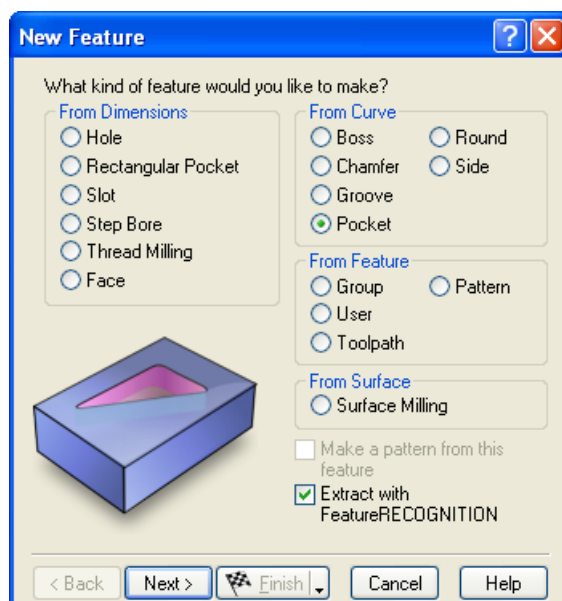 New Feature
What kind of feature would you like to make?
From Dimensions
Hole
Rectangular Pocket
Slot
Step Bore
Thread Milling
Face
From Curve
Boss
Round
Chamfer
Side
Groove
Pocket
From Feature
Group
Pattern
User
Toolpath
From Surface
Surface Milling
Make a pattern from this
feature
Extract with
FeatureRECOGNITION
< Back
Next >
Finish
Cancel
Help